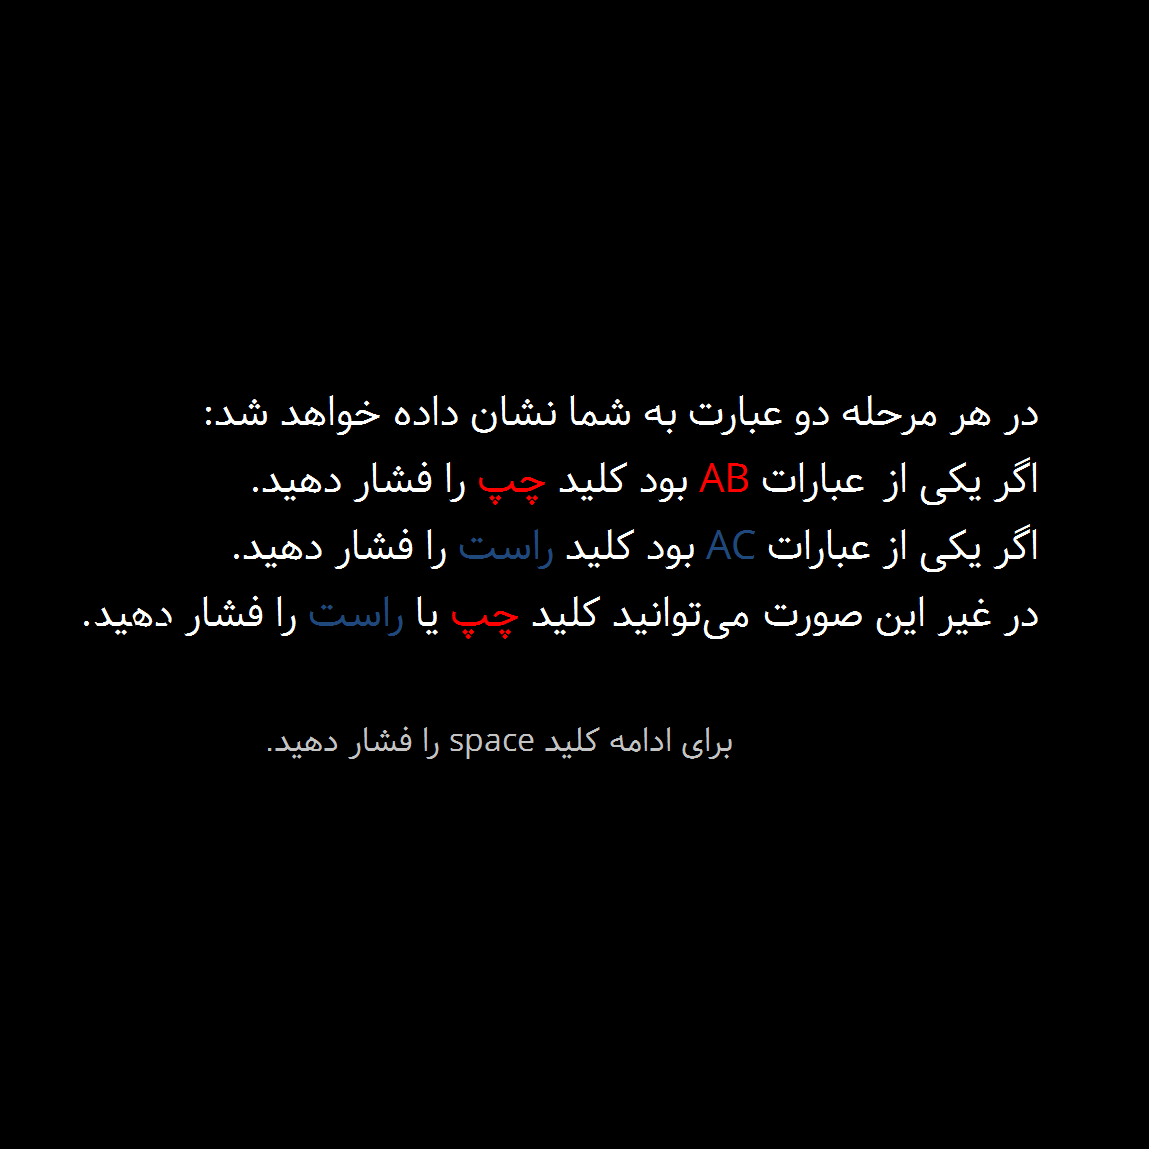 در هر مرحله دو عبارت به شما نشان داده خواهد شد:
اگر یکی از عبارات AB بود کلید چپ را فشار دهید.
اگر یکی از عبارات AC بود کلید راست را فشار دهید.
در غیر این صورت می‌توانید کلید چپ یا راست را فشار دهید.
برای ادامه کلید space را فشار دهید.